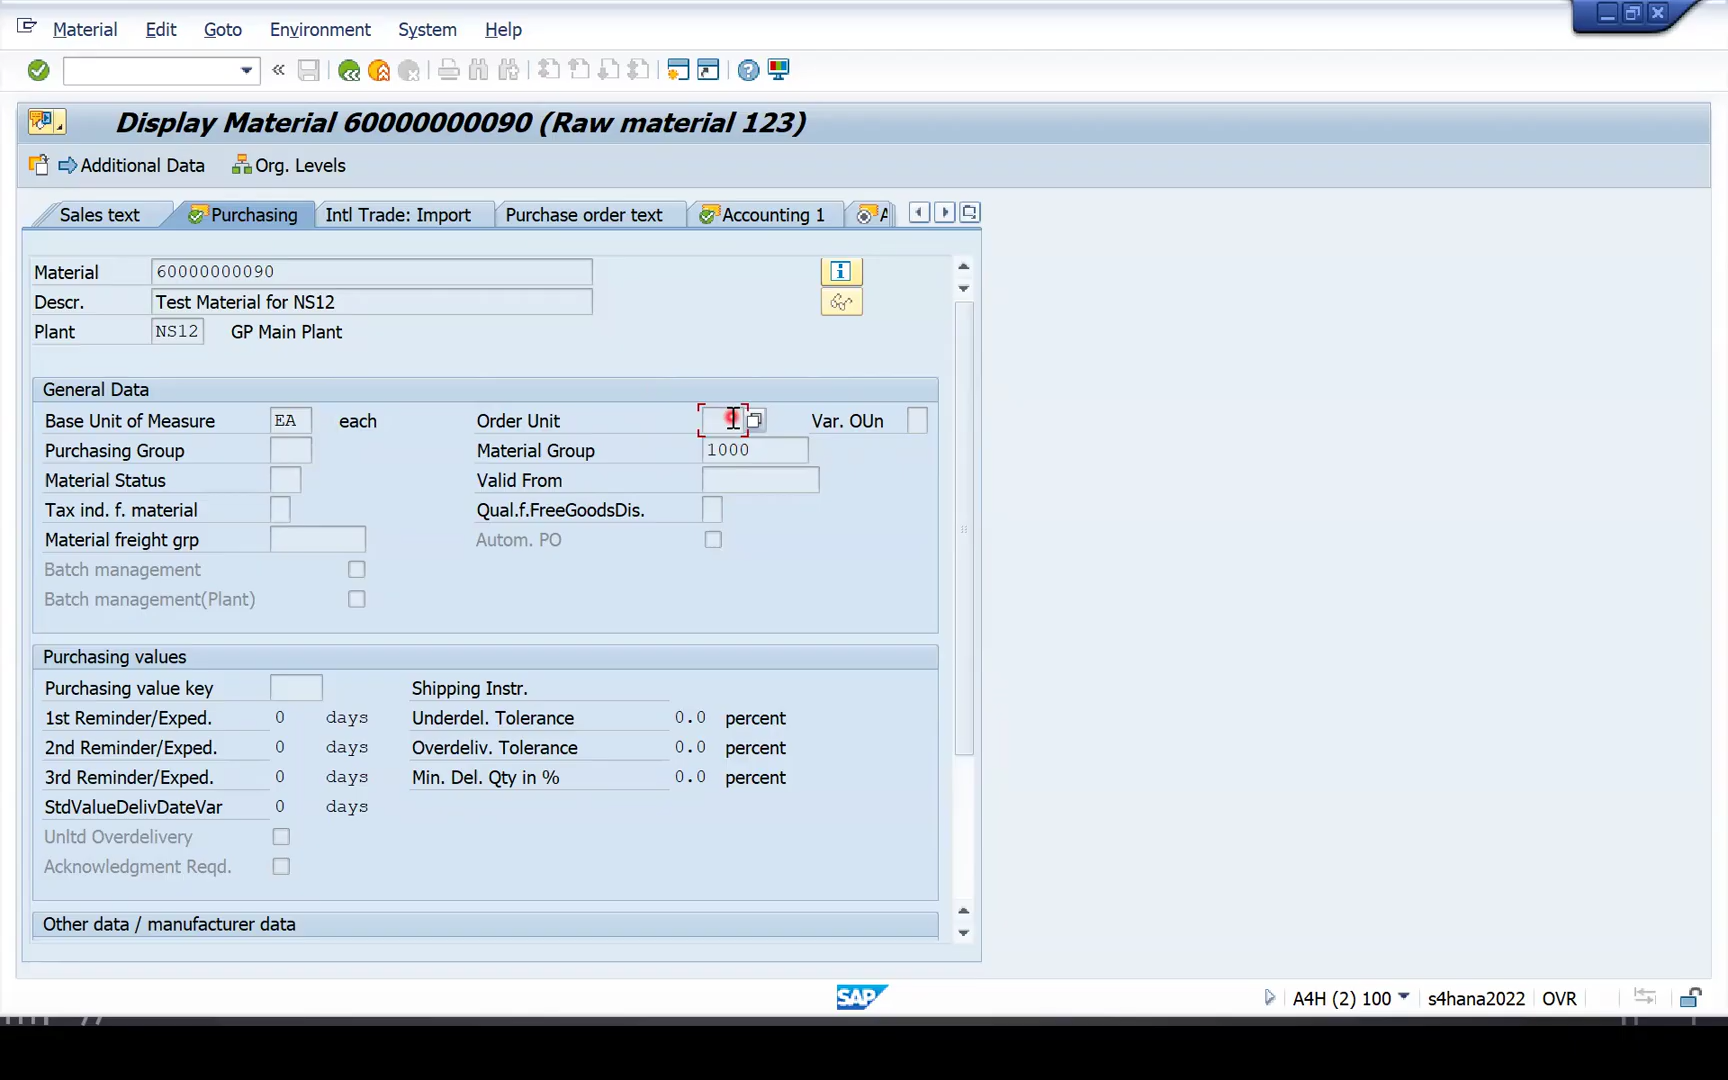 Material Edit Goto Environment System Help
Display Material 60000000090 (Raw material 123)
Additional Data Org. Levels
Sales text Purchasing Intl Trade: Import Purchase order text Accounting 1 A
Material 60000000090
Descr. Test Material for NS12
Plant NS12 GP Main Plant
General Data
Base Unit of Measure EA each Order Unit Var. OUn
Purchasing Group Material Group 1000
Material Status Valid From
Tax ind. f. material Qual.f.FreeGoodsDis.
Material freight grp Autom. PO
Batch management
Batch management(Plant)
Purchasing values
Purchasing value key Shipping Instr.
1st Reminder/Exped. 0 days Underdel. Tolerance 0.0 percent
2nd Reminder/Exped. 0 days Overdeliv. Tolerance 0.0 percent
3rd Reminder/Exped. 0 days Min. Del. Qty in % 0.0 percent
StdValueDelivDateVar 0 days
Unltd Overdelivery
Acknowledgment Reqd.
Other data / manufacturer data
SAP A4H (2) 100 s4hana2022 OVR